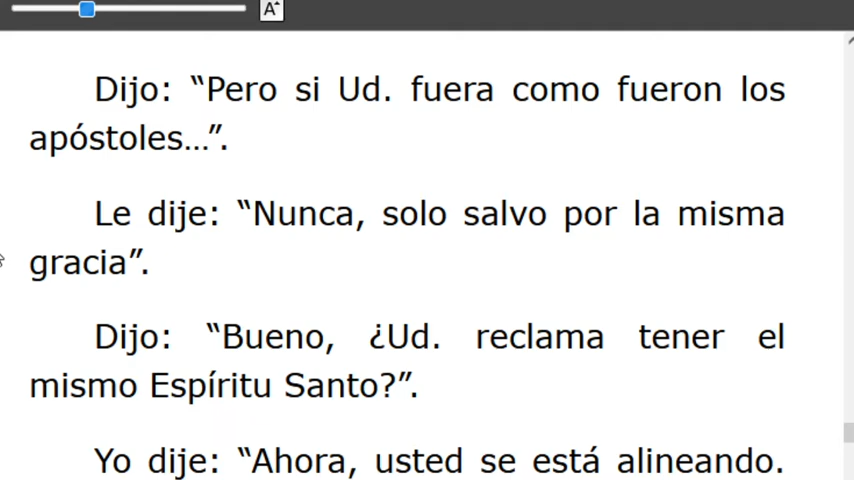 A
Dijo: “Pero si Ud. fuera como fueron los
apóstoles…”.
Le dije: “Nunca, solo salvo por la misma
gracia”.
Dijo: “Bueno, ¿Ud. reclama tener el
mismo Espíritu Santo?”.
Yo dije: “Ahora, usted se está alineando.